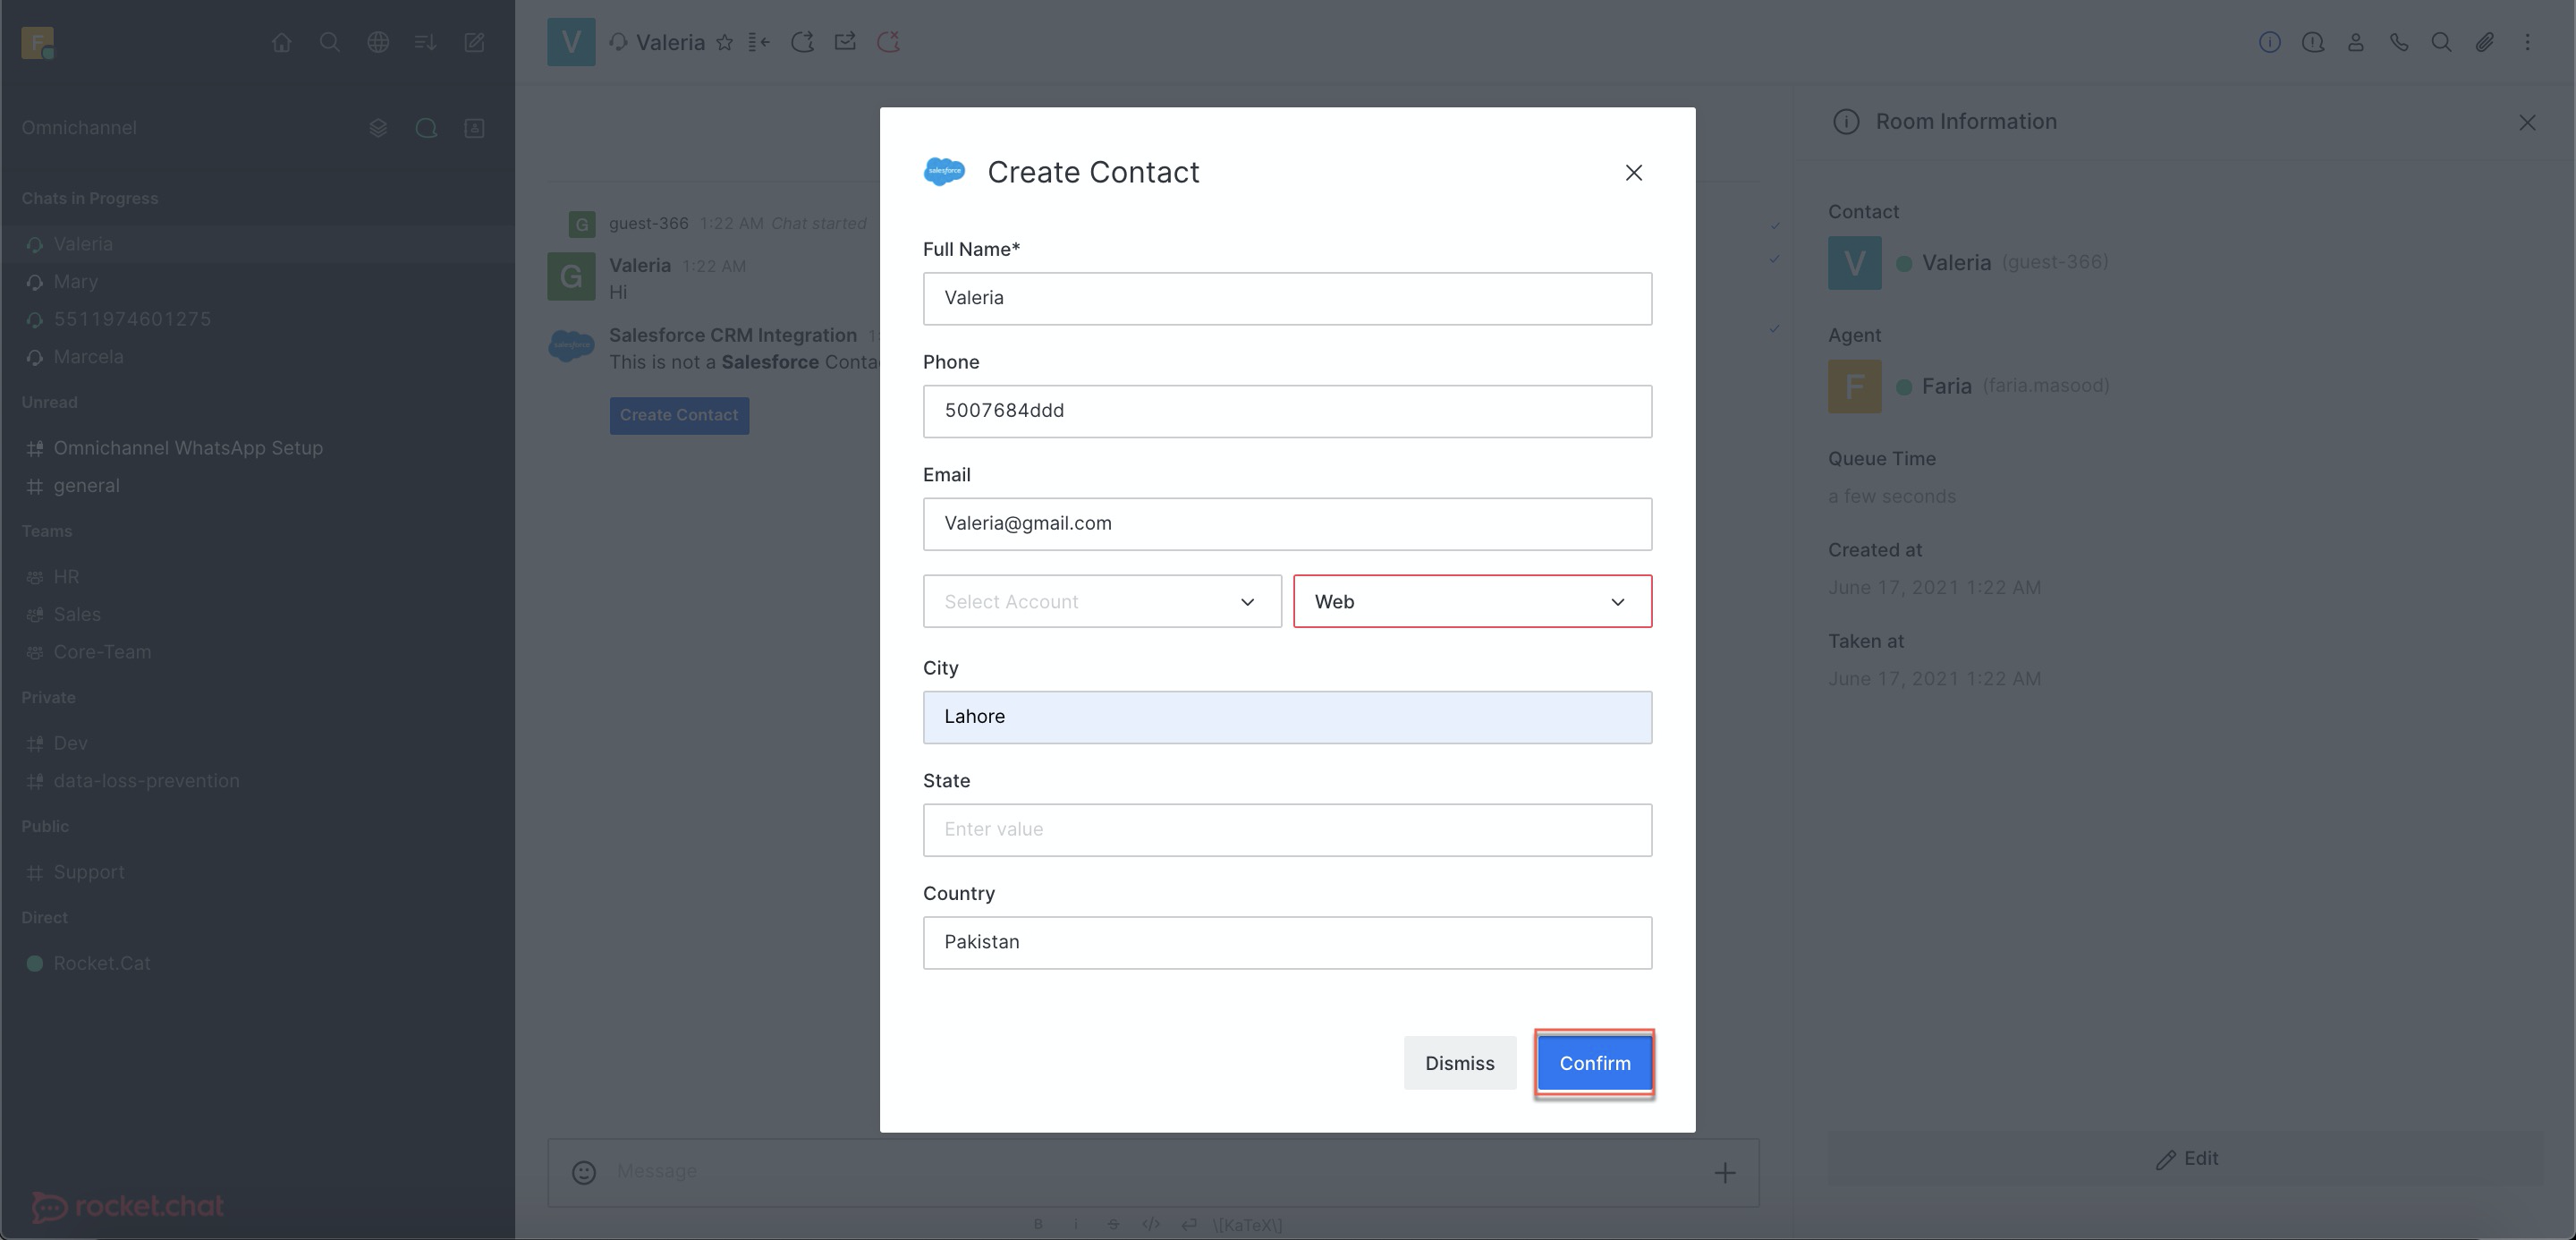 F
Omnichannel
Chats in Progress
Valeria
Mary
5511974601275
Marcela
Unread
Omnichannel WhatsApp Setup
general
Teams
HR
Sales
Core-Team
Private
Dev
data-loss-prevention
Public
Support
Direct
Rocket.Cat
rocket.chat
V Valeria
G guest-366 1:22 AM Chat started
G Valeria 1:22 AM
Hi
salesforce Salesforce CRM Integration
This is not a Salesforce
Create Contact
Message
B i S </> \[KaTeX\]
salesforce Create Contact
Full Name*
Valeria
Phone
5007684ddd
Email
Valeria@gmail.com
Select Account Web
City
Lahore
State
Enter value
Country
Pakistan
Dismiss Confirm
Room Information
Contact
V Valeria (guest-366)
Agent
F Faria (faria.masood)
Queue Time
a few seconds
Created at
June 17, 2021 1:22 AM
Taken at
June 17, 2021 1:22 AM
Edit